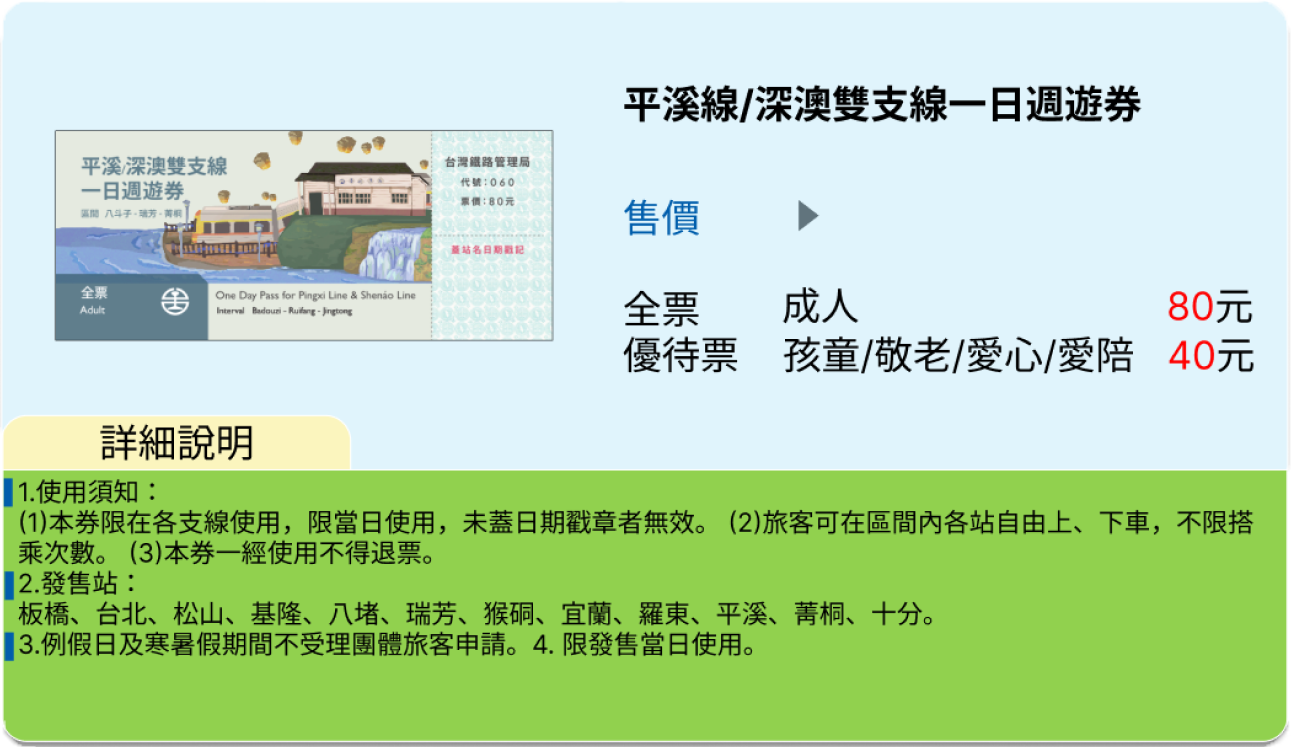 平溪線/深澳雙支線一日週遊券
平溪/深澳雙支線
一日週遊券
區間 八斗子-瑞芳-菁桐
台灣鐵路管理局
代號:060
票價:80元
蓋站名日期戳記
全票
Adult
One Day Pass for Pingxi Line & Shenao Line
Interval Badouzi - Ruifang - Jingtong
售價
全票 成人 80元
優待票 孩童/敬老/愛心/愛陪 40元
詳細說明
1.使用須知：
(1)本券限在各支線使用，限當日使用，未蓋日期戳章者無效。 (2)旅客可在區間內各站自由上、下車，不限搭
乘次數。 (3)本券一經使用不得退票。
2.發售站：
板橋、台北、松山、基隆、八堵、瑞芳、猴硐、宜蘭、羅東、平溪、菁桐、十分。
3.例假日及寒暑假期間不受理團體旅客申請。4. 限發售當日使用。